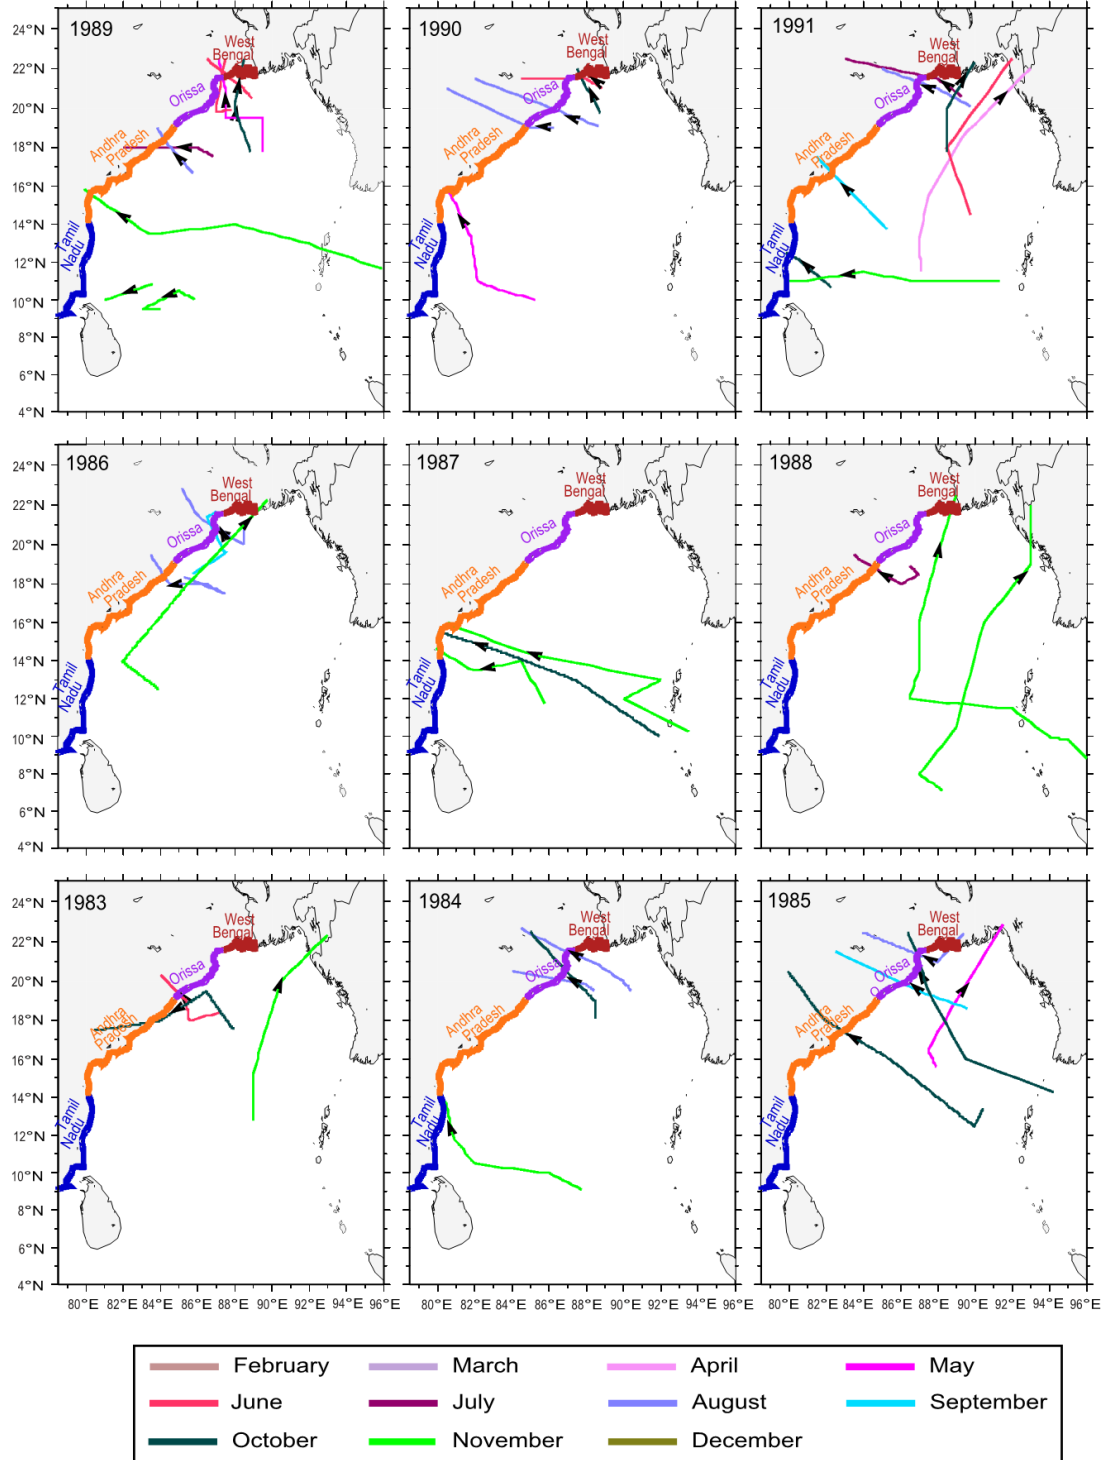 1989
1990
1991
24°N
22°N
20°N
18°N
16°N
14°N
12°N
10°N
8°N
6°N
4°N
West
Bengal
Orissa
Andhra
Pradesh
Tamil
Nadu
West
Bengal
Orissa
Andhra
Pradesh
West
Bengal
Orissa
Andhra
Pradesh
Tamil
Nadu
1986
1987
1988
24°N
22°N
20°N
18°N
16°N
14°N
12°N
10°N
8°N
6°N
4°N
West
Bengal
Orissa
Andhra
Pradesh
Tamil
Nadu
West
Bengal
Orissa
West
Bengal
Orissa
Andhra
Pradesh
Tamil
Nadu
1983
1984
1985
24°N
22°N
20°N
18°N
16°N
14°N
12°N
10°N
8°N
6°N
4°N
West
Bengal
Orissa
Andhra
Pradesh
Tamil
Nadu
West
Bengal
Orissa
Andhra
Pradesh
Tamil
Nadu
West
Bengal
Orissa
Andhra
Pradesh
Tamil
Nadu
80°E 82°E 84°E 86°E 88°E 90°E 92°E 94°E 96°E
80°E 82°E 84°E 86°E 88°E 90°E 92°E 94°E 96°E
80°E 82°E 84°E 86°E 88°E 90°E 92°E 94°E 96°E
February March April May
June July August September
October November December